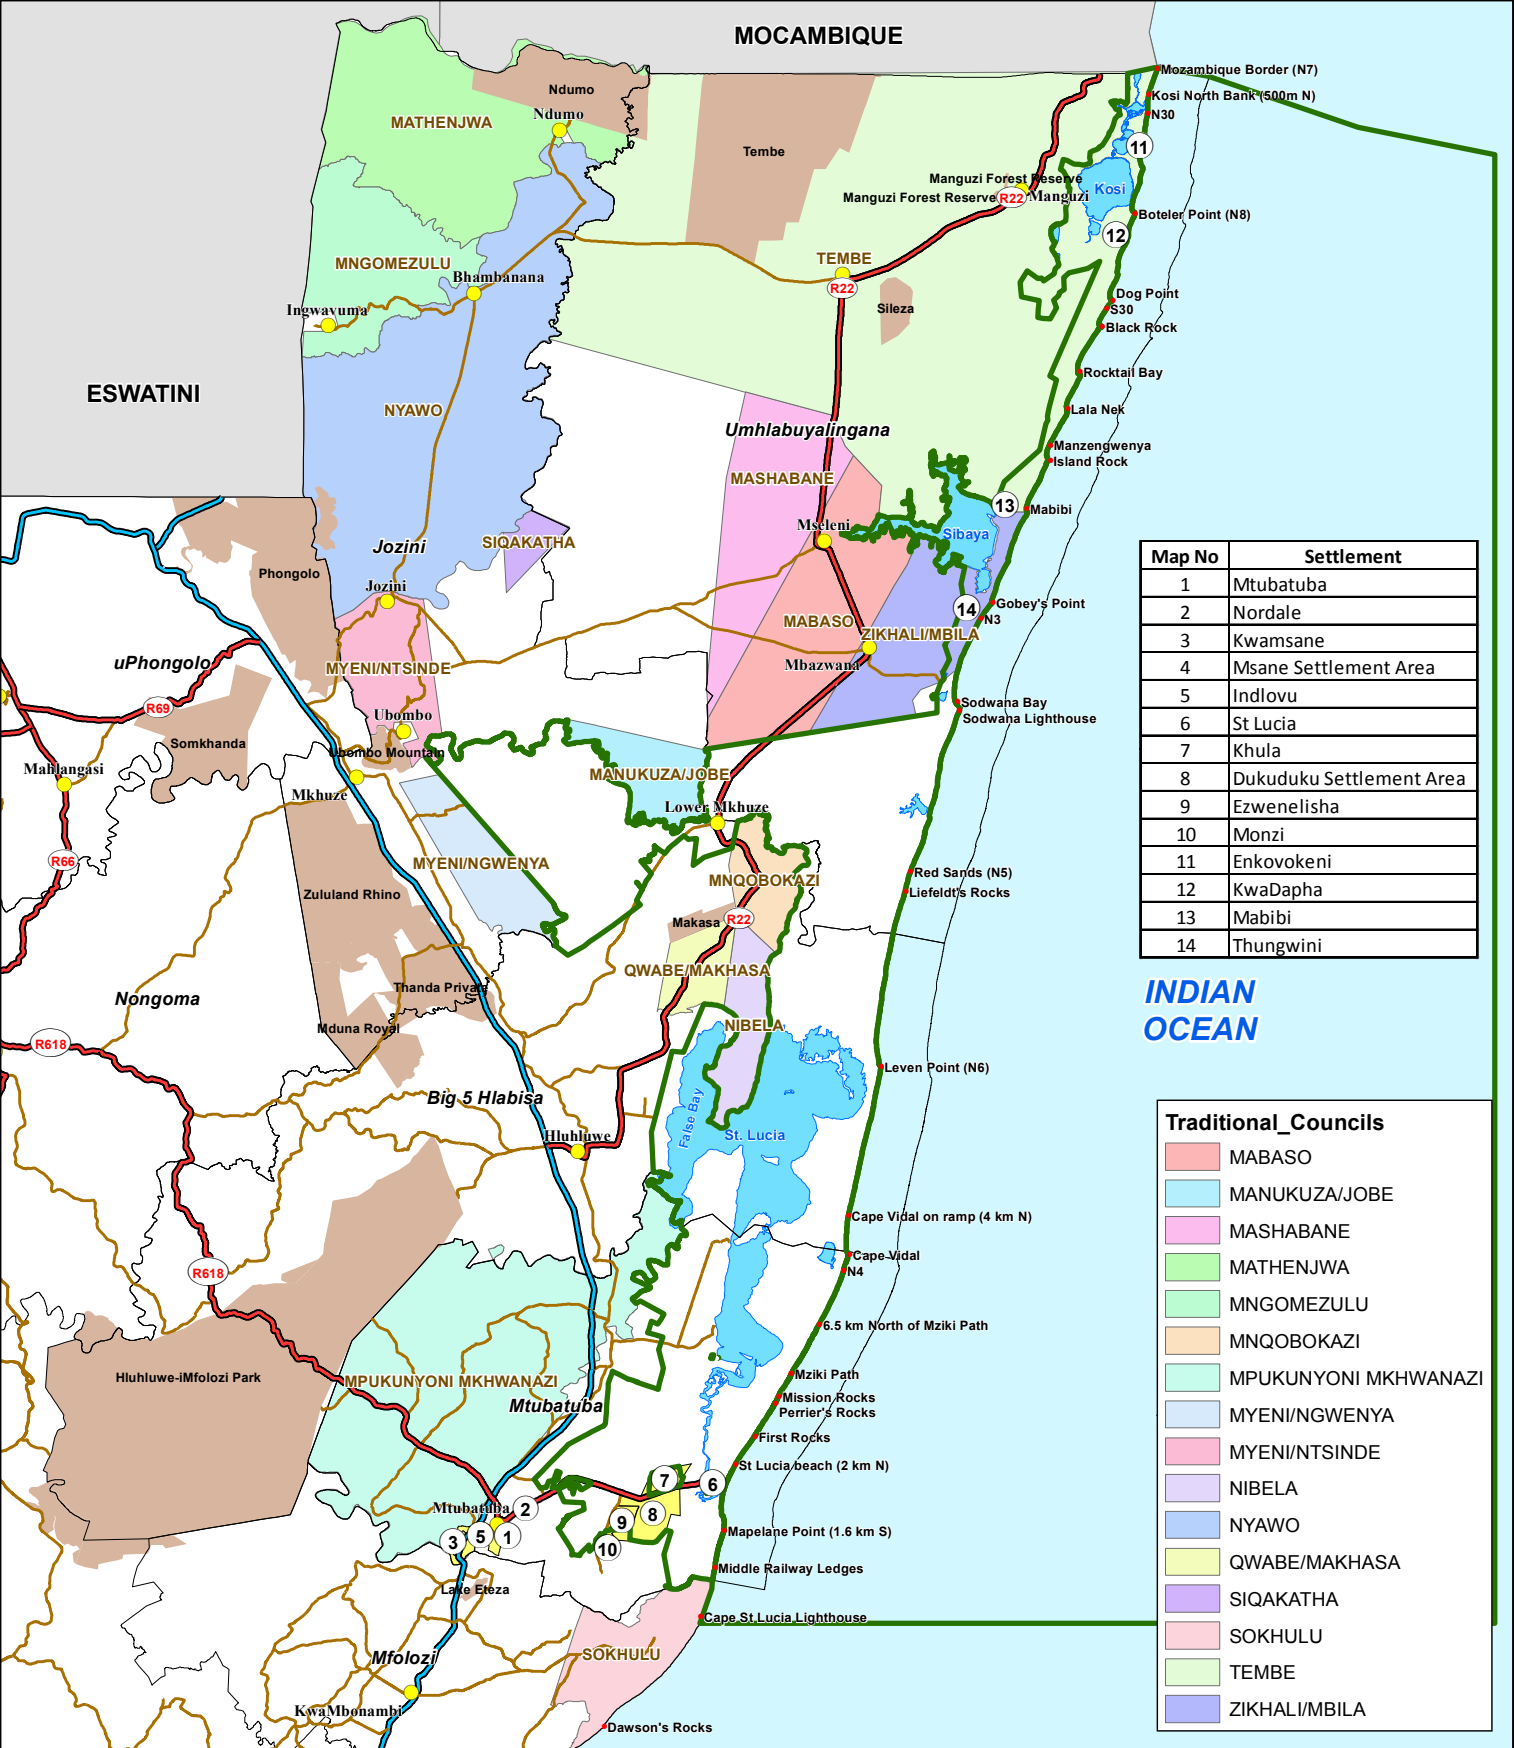 MOCAMBIQUE
Mozambique Border (N7)
Kosi North Bank (500m N)
N30
Ndumo
Ndumo
MATHENJWA
Tembe
11
Manguzi Forest Reserve
Manguzi Forest Reserve
R22
Manguzi
Kosi
Boteler Point (N8)
12
MNGOMEZULU
TEMBE
Bhambanana
R22
Dog Point
S30
Sileza
Ingwavuma
Black Rock
Rocktail Bay
ESWATINI
NYAWO
Lala Nek
Umhlabuyalingana
Manzengwenya
Island Rock
MASHABANE
13
Mabibi
Mseleni
Sibaya
SIQAKATHA
Jozini
Phongolo
Jozini
Gobey's Point
14
N3
MABASO
ZIKHALI/MBILA
uPhongolo
MYENI/NTSINDE
Mbazwana
R69
Sodwana Bay
Sodwana Lighthouse
Ubombo
Somkhanda
Ubombo Mountain
Mahlangasi
MANUKUZA/JOBE
Mkhuze
Lower Mkhuze
R66
MYENI/NGWENYA
Red Sands (N5)
MNQOBOKAZI
Liefeldt's Rocks
Zululand Rhino
Makasa
R22
QWABE/MAKHASA
Thanda Private
Nongoma
Mduna Royal
NIBELA
R618
Leven Point (N6)
Big 5 Hlabisa
False Bay
St. Lucia
Hluhluwe
Cape Vidal on ramp (4 km N)
Cape Vidal
N4
R618
6.5 km North of Mziki Path
Hluhluwe-iMfolozi Park
MPUKUNYONI MKHWANAZI
Mziki Path
Mtubatuba
Mission Rocks
Perrier's Rocks
First Rocks
St Lucia beach (2 km N)
7
6
Mtubatuba
2
8
9
Mapelane Point (1.6 km S)
3
5
1
10
Middle Railway Ledges
Lake Eteza
Cape St Lucia Lighthouse
SOKHULU
Mfolozi
KwaMbonambi
Dawson's Rocks
Map No Settlement
1 Mtubatuba
2 Nordale
3 Kwamsane
4 Msane Settlement Area
5 Indlovu
6 St Lucia
7 Khula
8 Dukuduku Settlement Area
9 Ezwenelisha
10 Monzi
11 Enkovokeni
12 KwaDapha
13 Mabibi
14 Thungwini
INDIAN
OCEAN
Traditional_Councils
MABASO
MANUKUZA/JOBE
MASHABANE
MATHENJWA
MNGOMEZULU
MNQOBOKAZI
MPUKUNYONI MKHWANAZI
MYENI/NGWENYA
MYENI/NTSINDE
NIBELA
NYAWO
QWABE/MAKHASA
SIQAKATHA
SOKHULU
TEMBE
ZIKHALI/MBILA